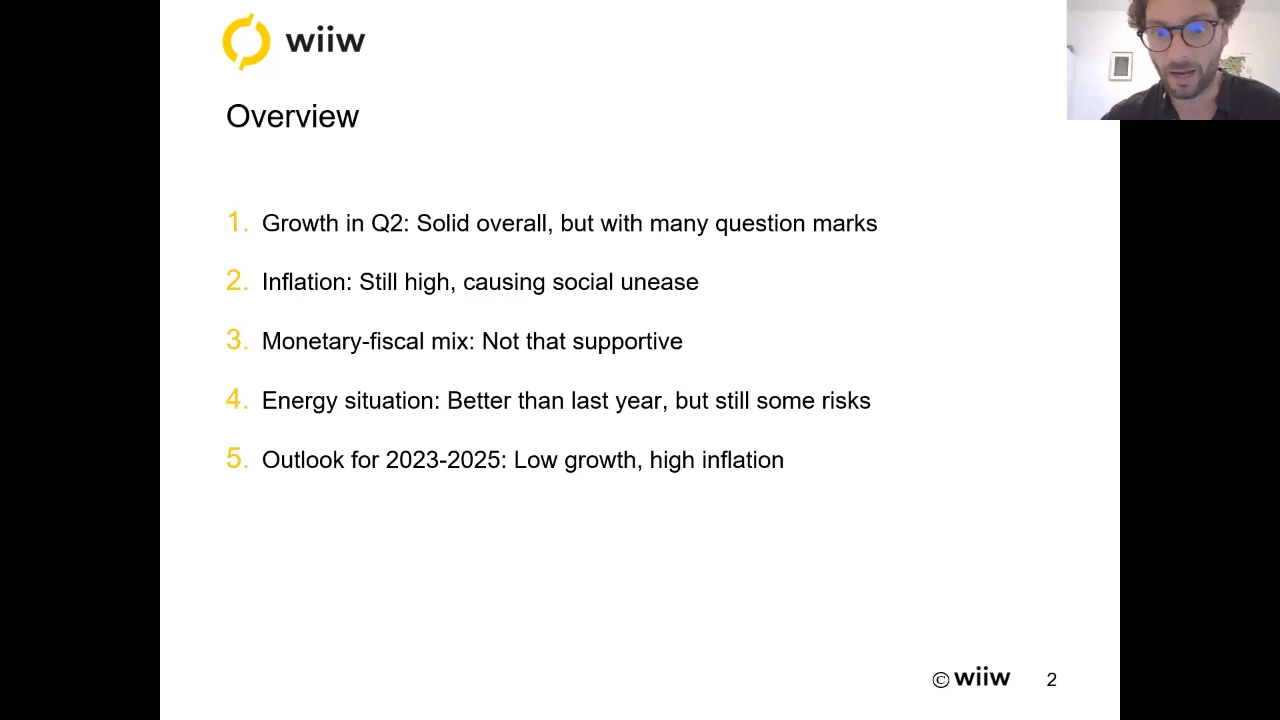 wiiw
Overview
1. Growth in Q2: Solid overall, but with many question marks
2. Inflation: Still high, causing social unease
3. Monetary-fiscal mix: Not that supportive
4. Energy situation: Better than last year, but still some risks
5. Outlook for 2023-2025: Low growth, high inflation
© wiiw 2